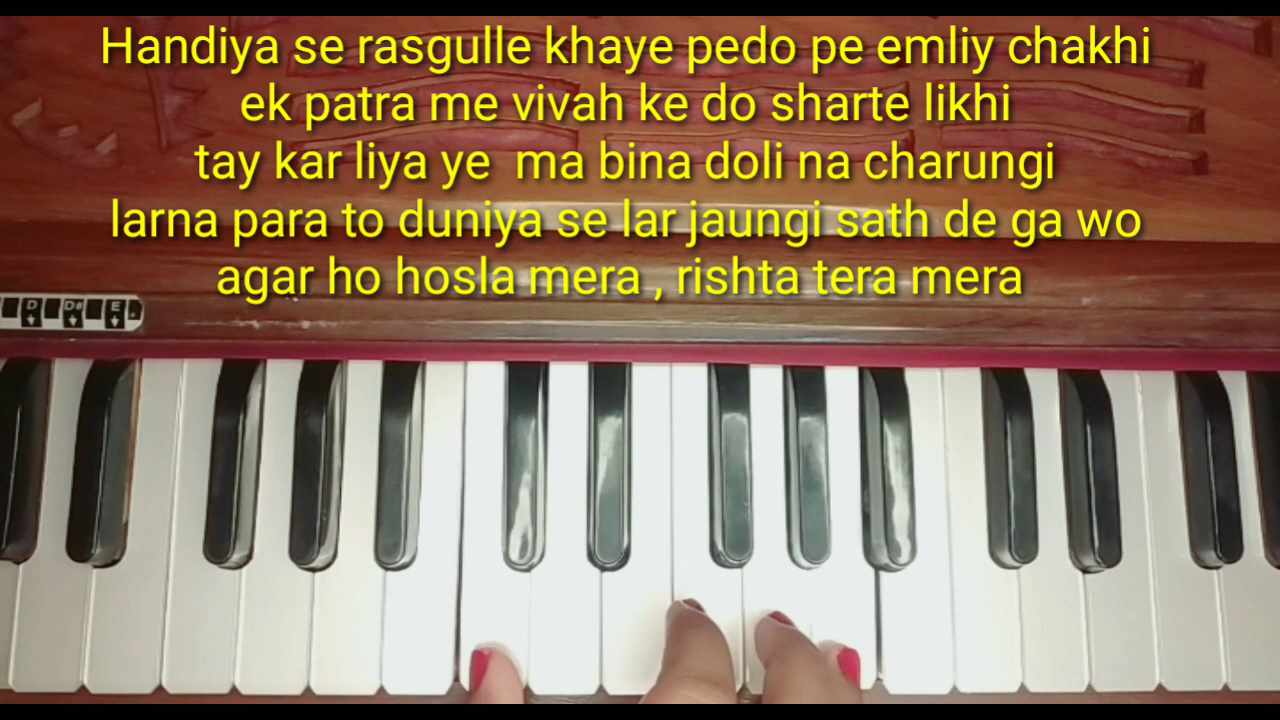 Handiya se rasgulle khaye pedo pe emliy chakhi
ek patra me vivah ke do sharte likhi
tay kar liya ye ma bina doli na charungi
larna para to duniya se lar jaungi sath de ga wo
agar ho hosla mera , rishta tera mera
D D# E